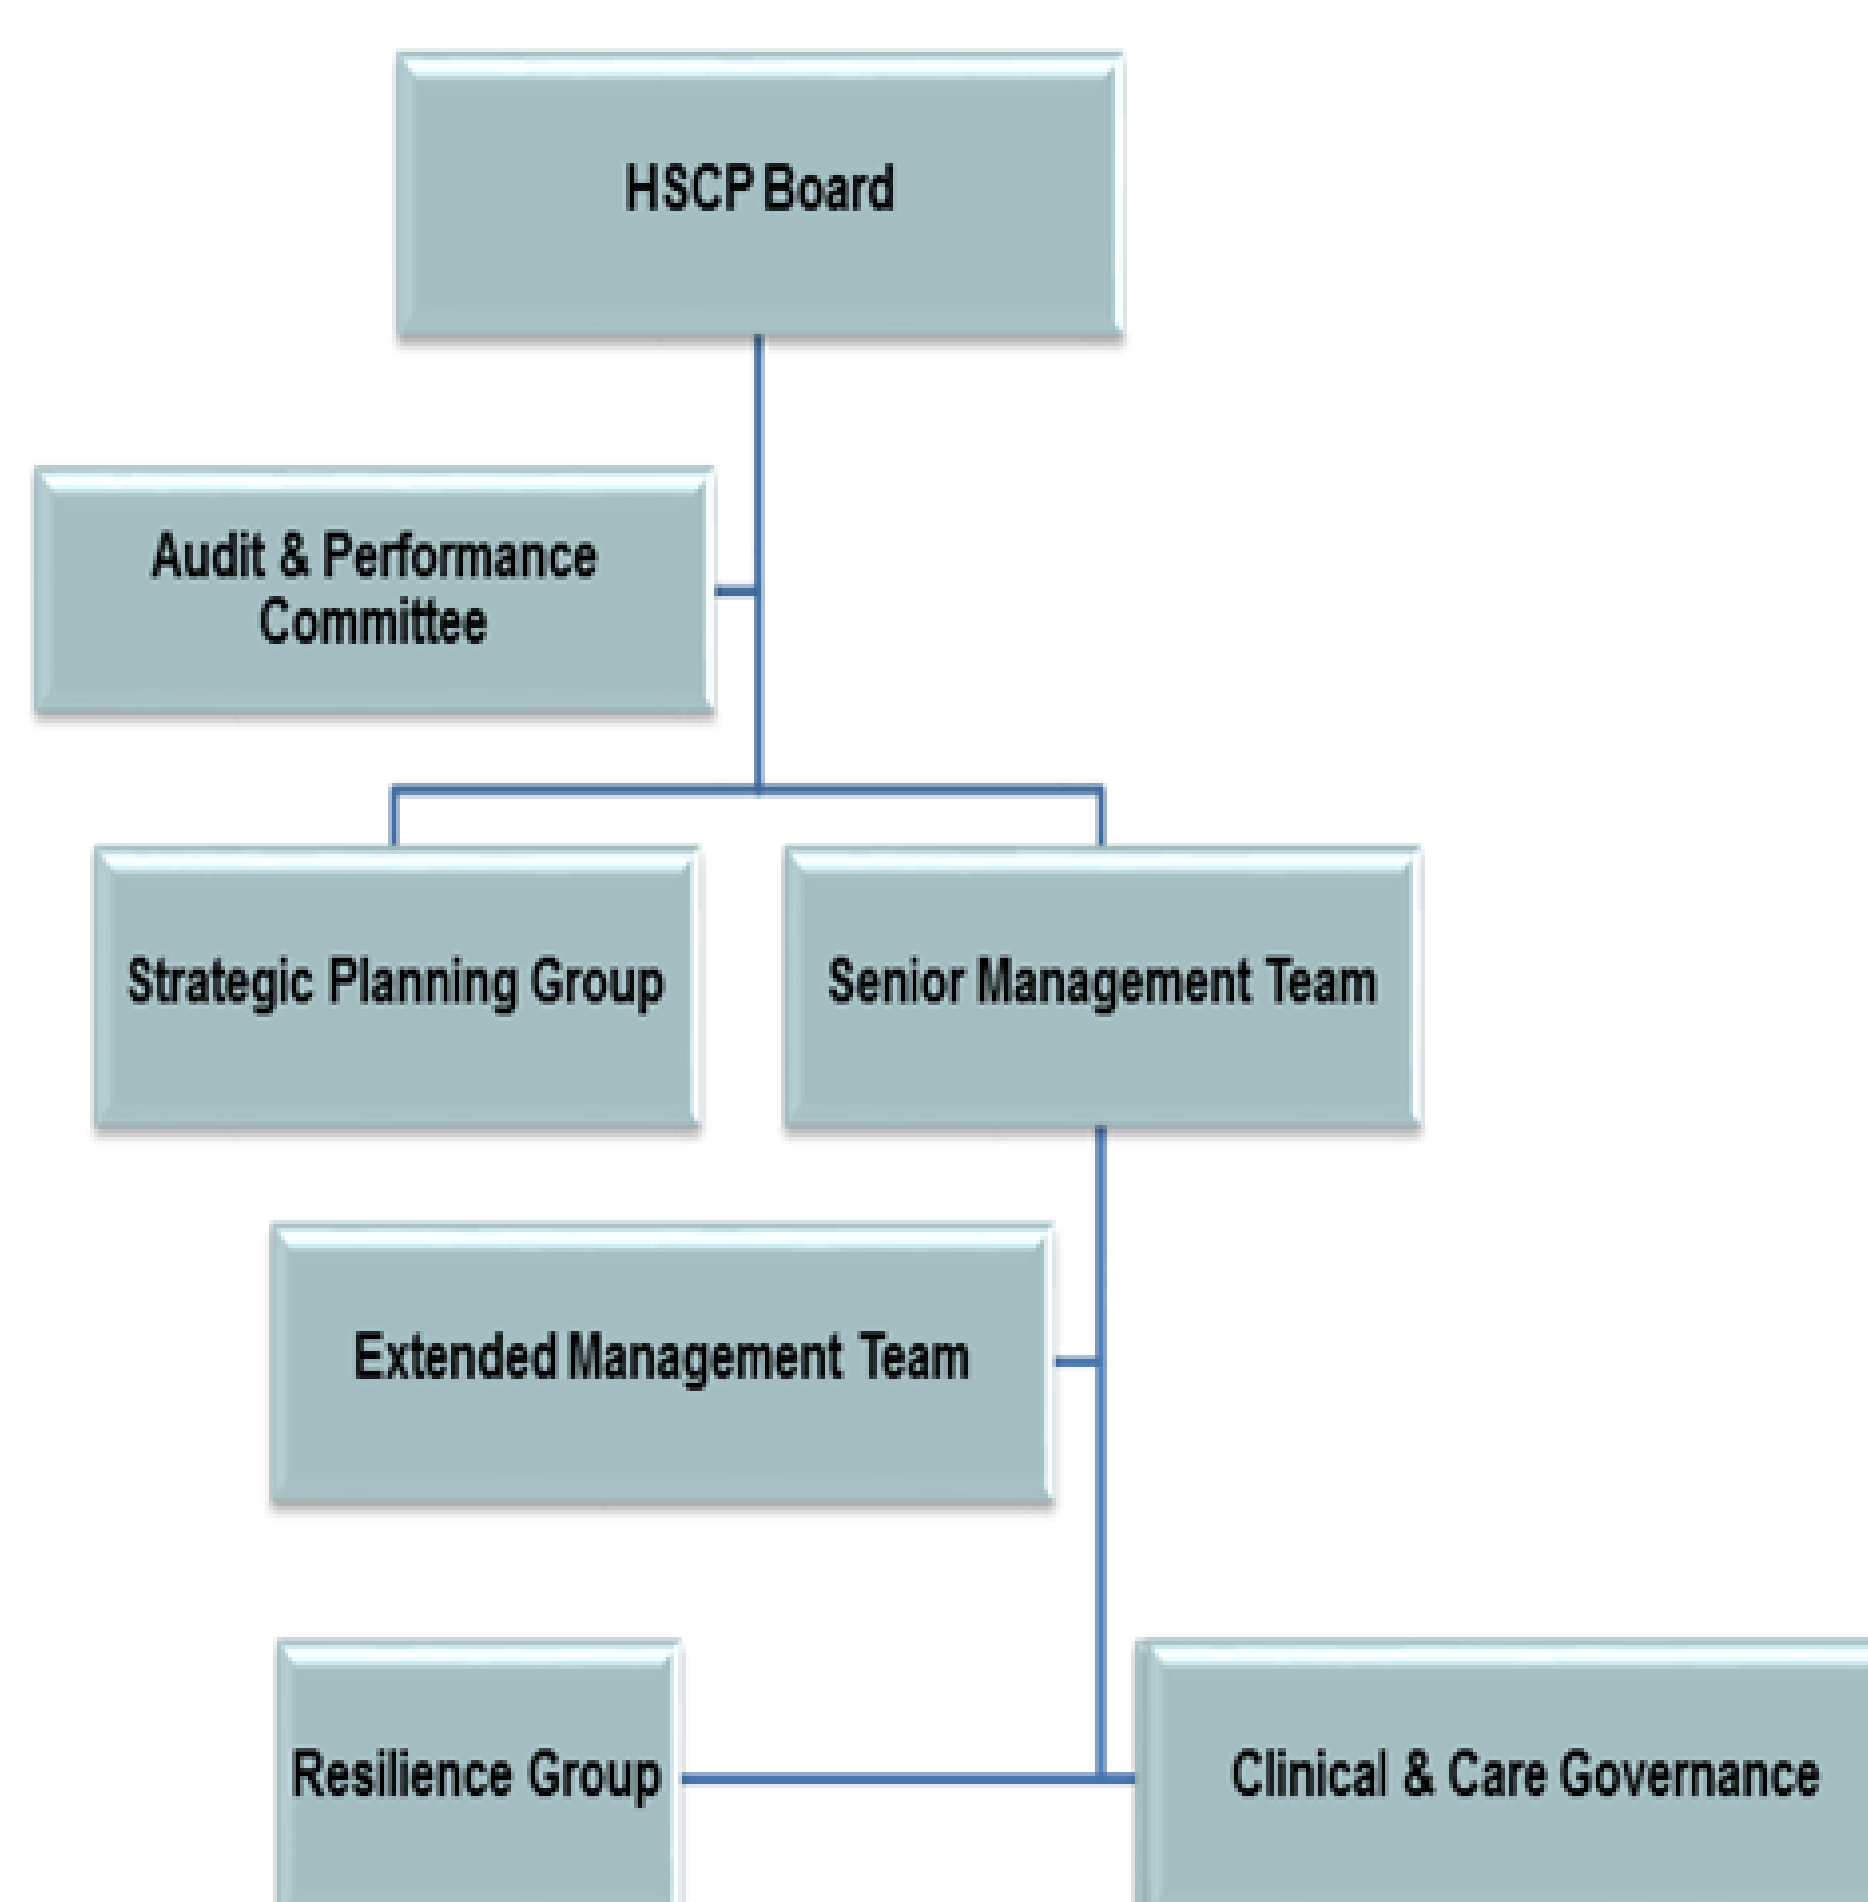 HSCP Board
Audit & Performance
Committee
Strategic Planning Group
Senior Management Team
Extended Management Team
Resilience Group
Clinical & Care Governance